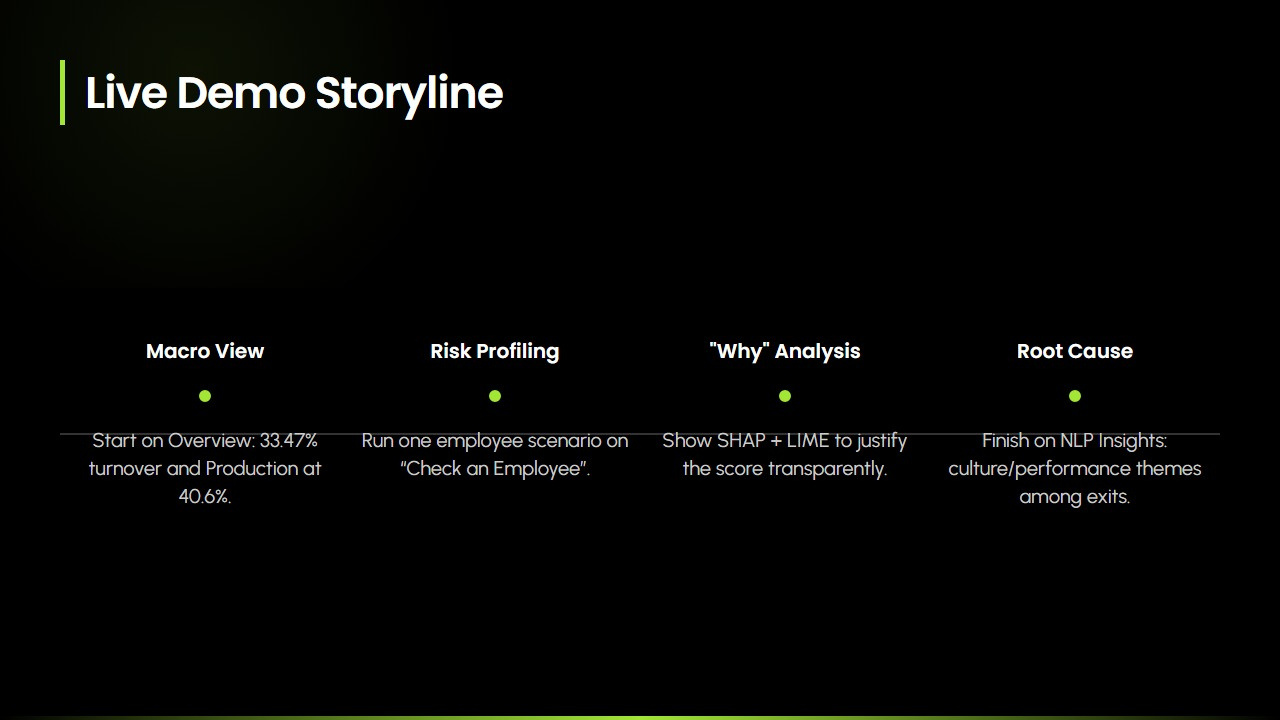 Live Demo Storyline
Macro View
Start on Overview: 33.47%
turnover and Production at
40.6%.
Risk Profiling
Run one employee scenario on
“Check an Employee”.
"Why" Analysis
Show SHAP + LIME to justify
the score transparently.
Root Cause
Finish on NLP Insights:
culture/performance themes
among exits.